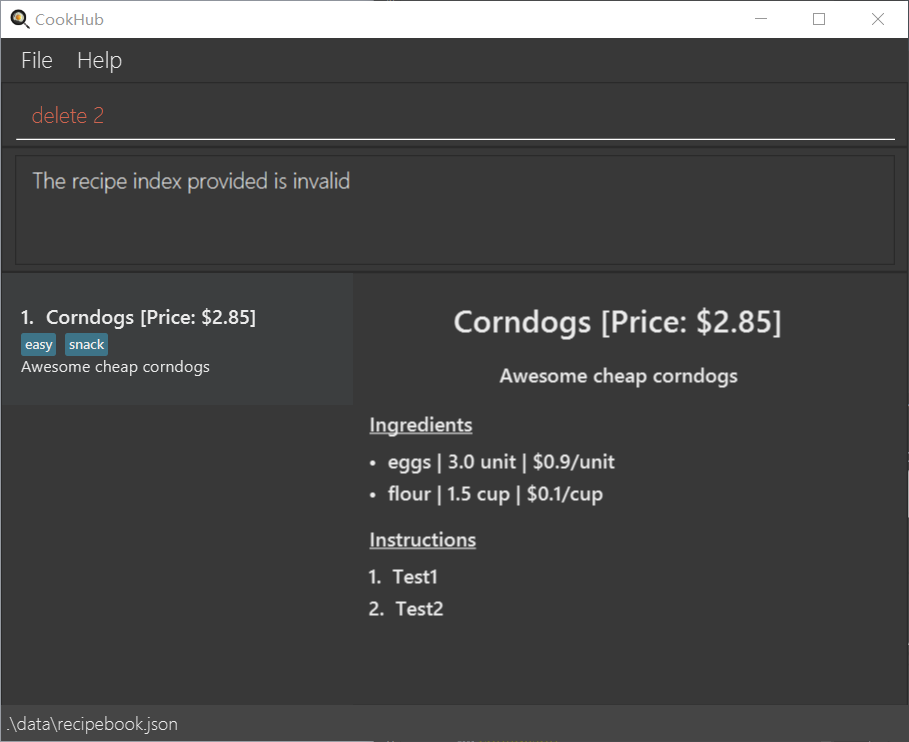 CookHub
File Help
delete 2
The recipe index provided is invalid
1. Corndogs [Price: $2.85]
easy snack
Awesome cheap corndogs
Corndogs [Price: $2.85]
Awesome cheap corndogs
Ingredients
• eggs | 3.0 unit | $0.9/unit
• flour | 1.5 cup | $0.1/cup
Instructions
1. Test1
2. Test2
.\data\recipebook.json